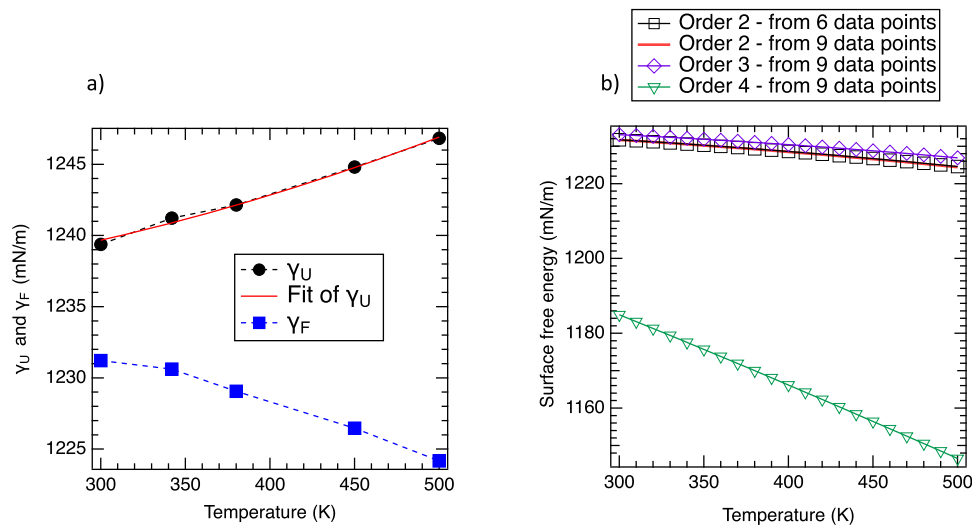 a)
1245
1240
1235
1230
1225
γU and γF (mN/m)
γU
Fit of γU
γF
300
350
400
450
500
Temperature (K)
Order 2 - from 6 data points
Order 2 - from 9 data points
Order 3 - from 9 data points
Order 4 - from 9 data points
b)
1220
1200
1180
1160
Surface free energy (mN/m)
300
350
400
450
500
Temperature (K)